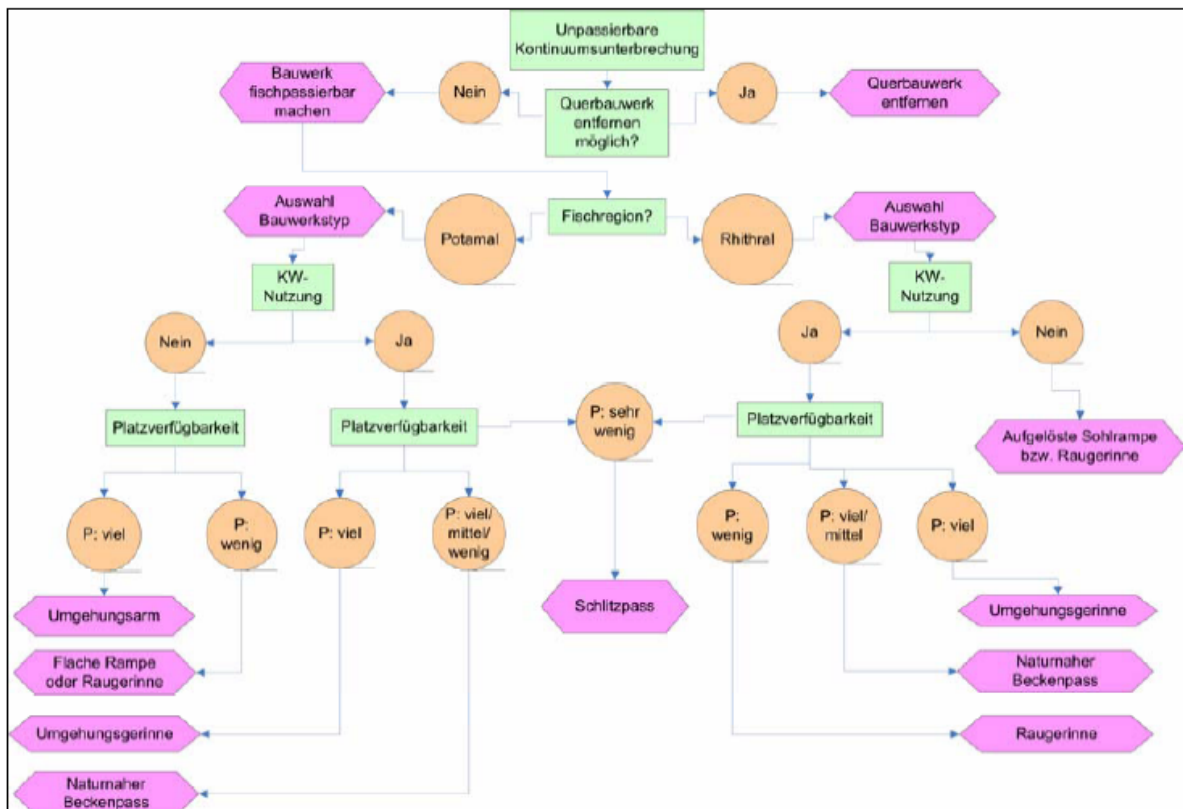 Unpassierbare
Kontinuumsunterbrechung
Bauwerk
fischpassierbar
machen
Nein
Querbauwerk
entfernen
möglich?
Ja
Querbauwerk
entfernen
Auswahl
Bauwerkstyp
Potamal
Fischregion?
Rhithral
Auswahl
Bauwerkstyp
KW-
Nutzung
KW-
Nutzung
Nein
Ja
Ja
Nein
Platzverfügbarkeit
Platzverfügbarkeit
P: sehr
wenig
Platzverfügbarkeit
Aufgelöste Sohlrampe
bzw. Raugerinne
P: viel
P:
wenig
P: viel
P: viel/
mittel/
wenig
P:
wenig
P: viel/
mittel
P: viel
Umgehungsarm
Schlitzpass
Umgehungsgerinne
Flache Rampe
oder Raugerinne
Naturnaher
Beckenpass
Umgehungsgerinne
Raugerinne
Naturnaher
Beckenpass